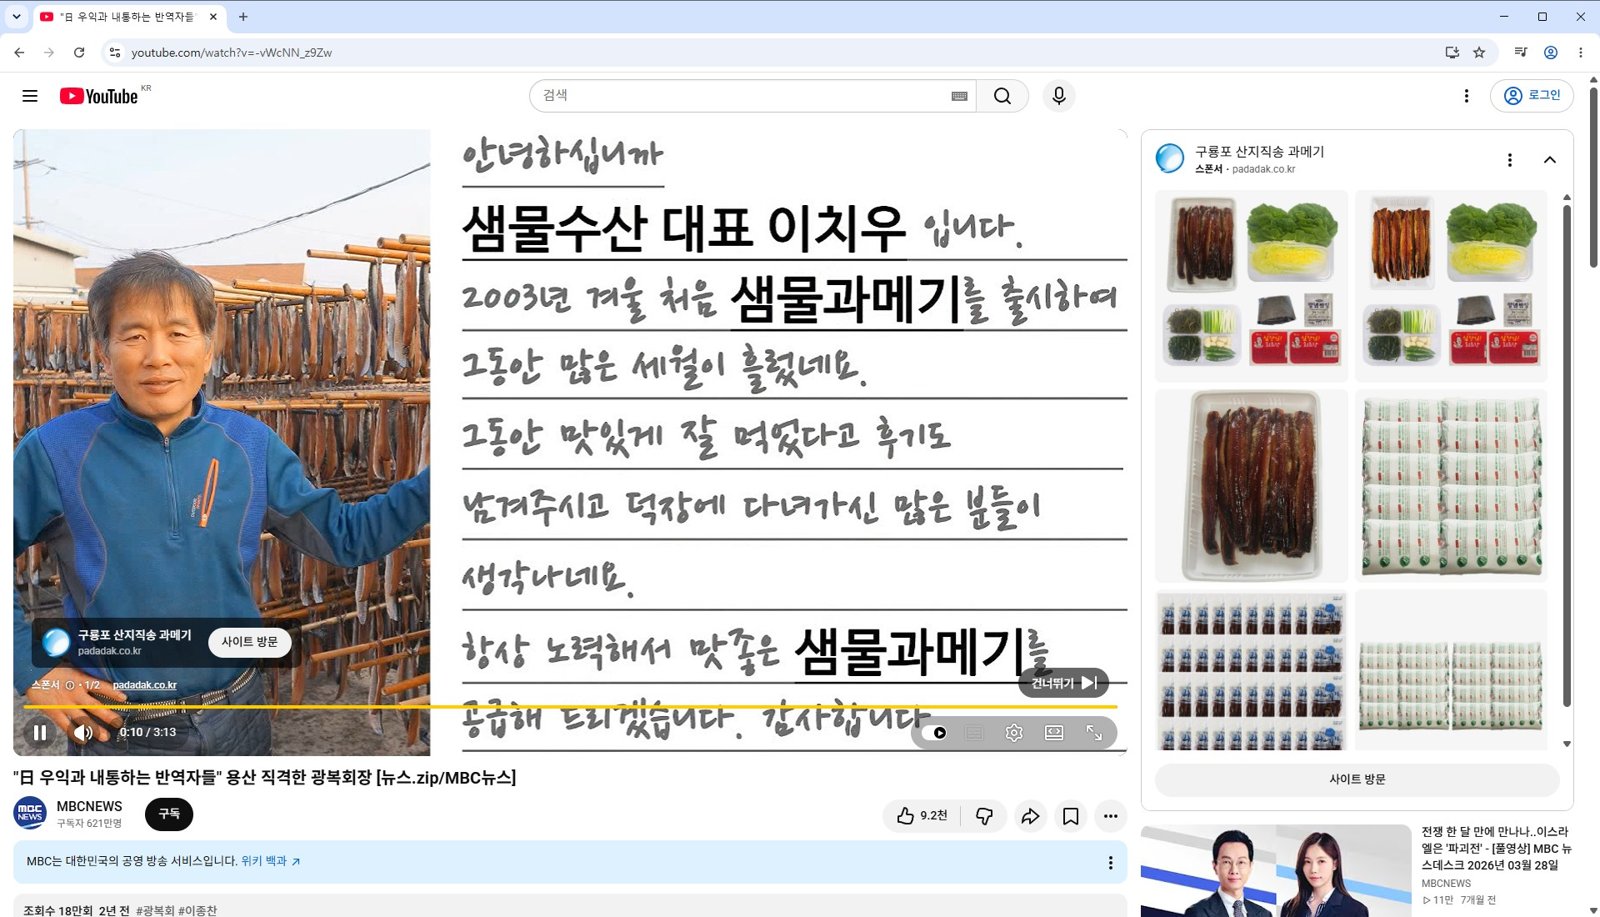 "日 우익과 내통하는 반역자들"
youtube.com/watch?v=-vWcNN_z9Zw
YouTube KR
검색
로그인
안녕하십니까
샘물수산 대표 이치우 입니다.
2003년 겨울 처음 샘물과메기를 출시하여
그동안 많은 세월이 흘렀네요.
그동안 맛있게 잘 먹었다고 후기도
남겨주시고 덕장에 다녀가신 많은 분들이
생각나네요.
항상 노력해서 맛좋은 샘물과메기를
공급해 드리겠습니다. 감사합니다.
구룡포 산지직송 과메기
padadak.co.kr
사이트 방문
스폰서 · 1/2 padadak.co.kr
건너뛰기
0:10 / 3:13
구룡포 산지직송 과메기
스폰서 · padadak.co.kr
사이트 방문
"日 우익과 내통하는 반역자들" 용산 직격한 광복회장 [뉴스.zip/MBC뉴스]
MBC NEWS
MBCNEWS
구독자 621만명
구독
9.2천
MBC는 대한민국의 공영 방송 서비스입니다. 위키 백과
조회수 18만회 2년 전 #광복회 #이종찬
전쟁 한 달 만에 만나나..이스라
엘은 '파괴전' - [풀영상] MBC 뉴
스데스크 2026년 03월 28일
MBCNEWS
11만 7개월 전